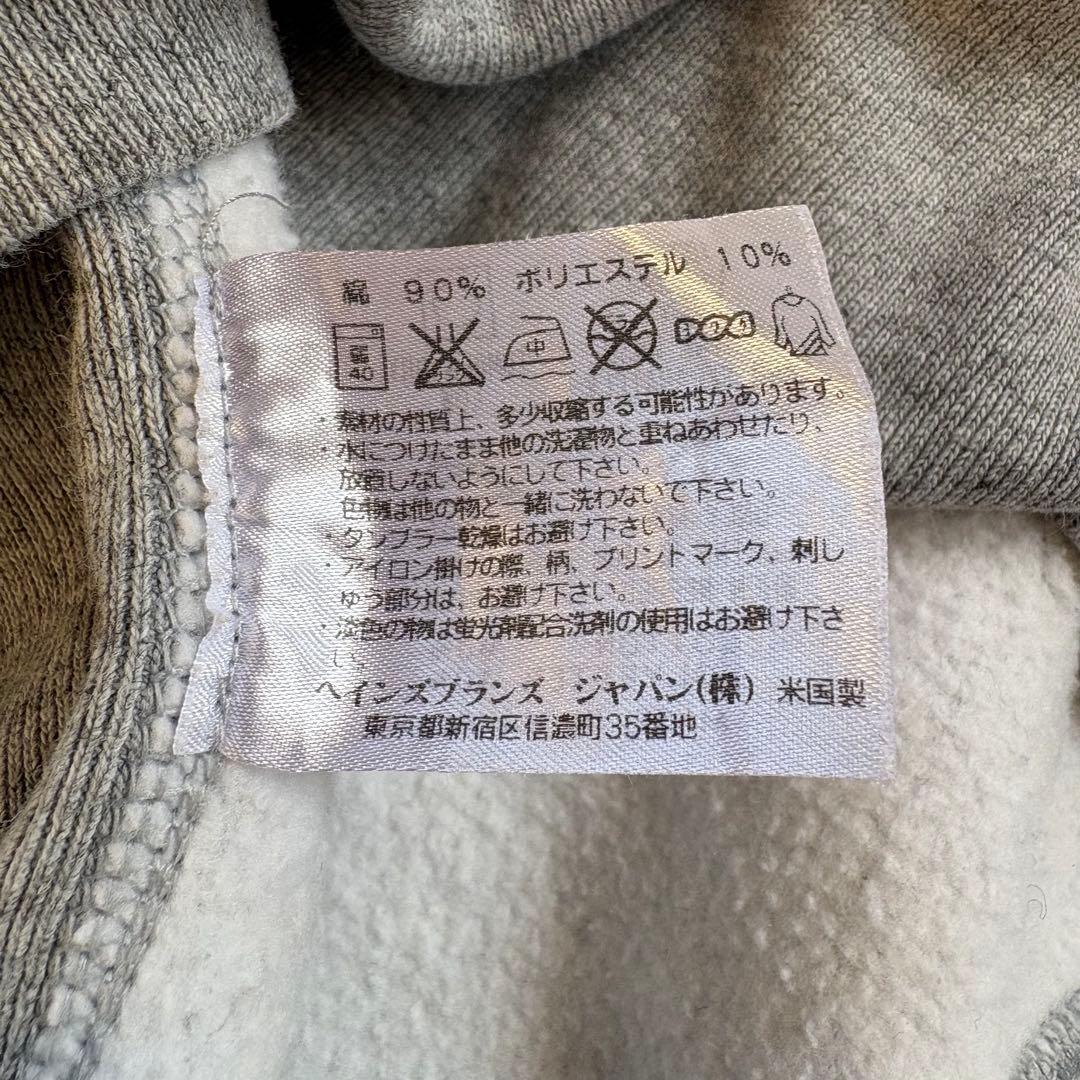 綿 90% ポリエステル 10%
弱
40
中
・素材の性質上、多少収縮する可能性があります。
・水につけたまま他の洗濯物と重ねあわせたり、
放置しないようにして下さい。
色物は他の物と一緒に洗わないで下さい。
・タンブラー乾燥はお避け下さい。
・アイロン掛けの際、柄、プリントマーク、刺し
ゅう部分は、お避け下さい。
・淡色の物は蛍光剤配合洗剤の使用はお避け下さ
い。
ヘインズブランズ ジャパン(株) 米国製
東京都新宿区信濃町35番地